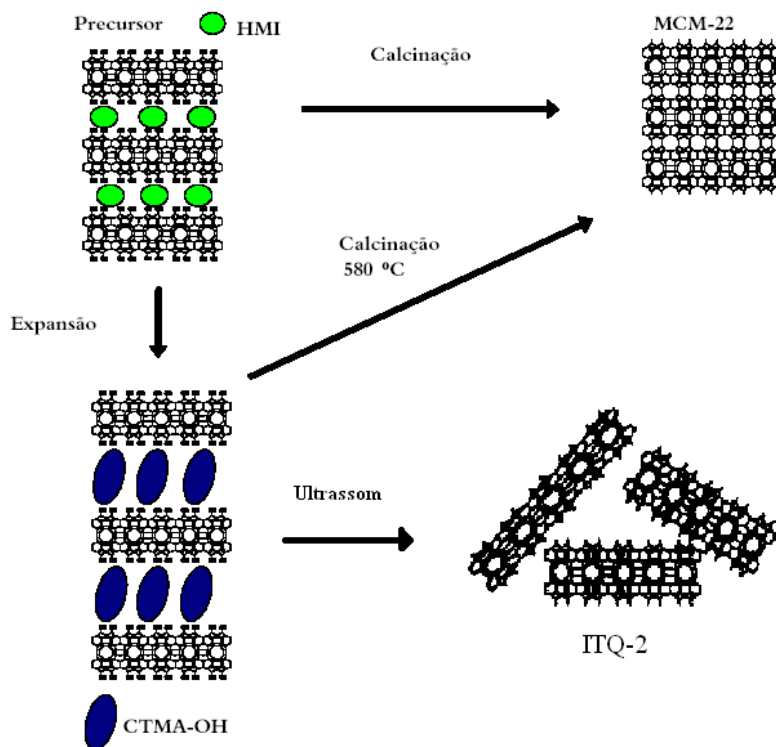 Precursor
HMI
MCM-22
Calcinação
Calcinação
580 ºC
Expansão
Ultrassom
ITQ-2
CTMA-OH